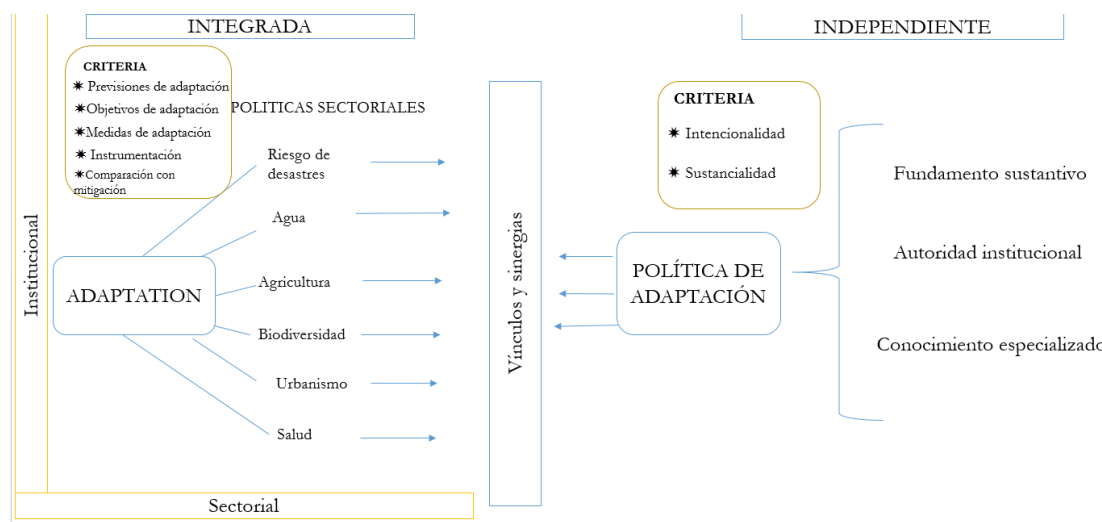 INTEGRADA
INDEPENDIENTE
CRITERIA
✷ Previsiones de adaptación
✷Objetivos de adaptación
✷Medidas de adaptación
✷ Instrumentación
✷Comparación con
mitigación
POLITICAS SECTORIALES
Riesgo de
desastres
Agua
Agricultura
Biodiversidad
Urbanismo
Salud
ADAPTATION
Institucional
Sectorial
Vínculos y sinergias
CRITERIA
✷ Intencionalidad
✷ Sustancialidad
POLÍTICA DE
ADAPTACIÓN
Fundamento sustantivo
Autoridad institucional
Conocimiento especializado